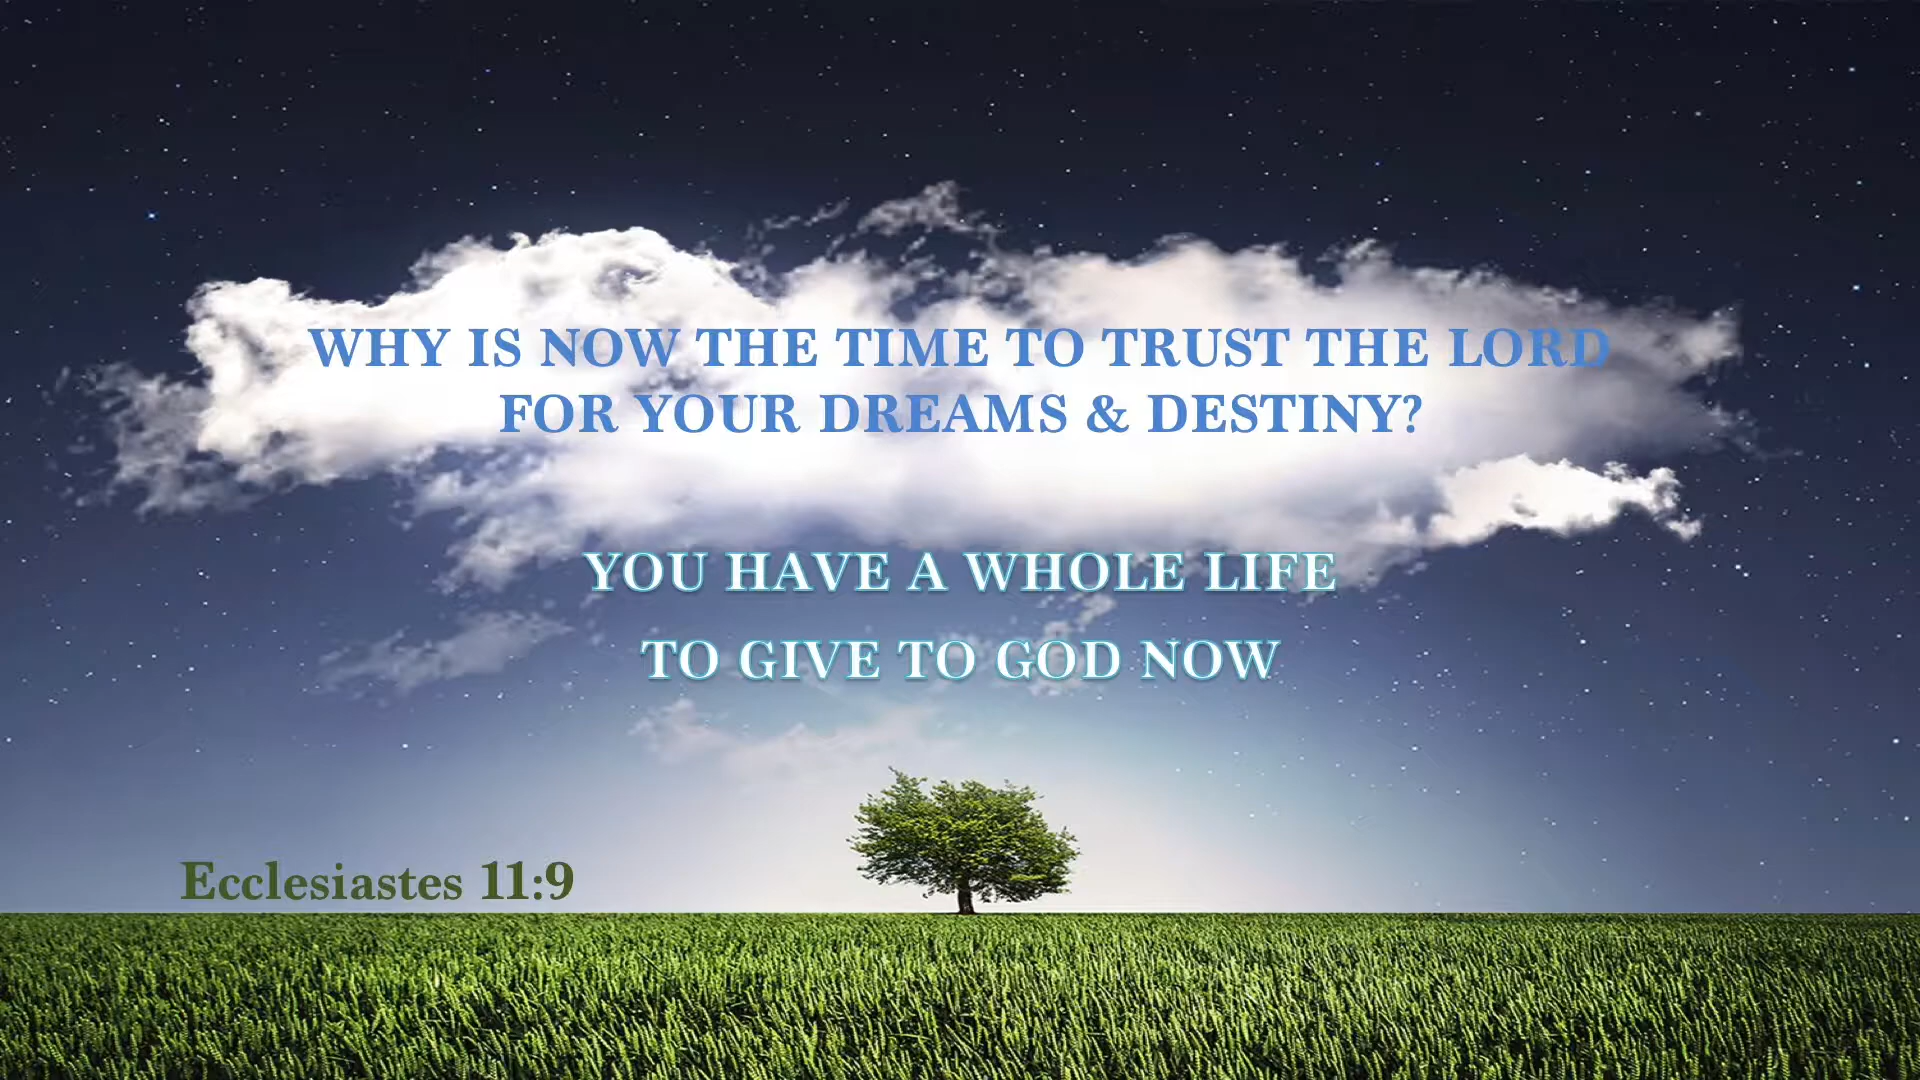 WHY IS NOW THE TIME TO TRUST THE LORD
FOR YOUR DREAMS & DESTINY?
YOU HAVE A WHOLE LIFE
TO GIVE TO GOD NOW
Ecclesiastes 11:9